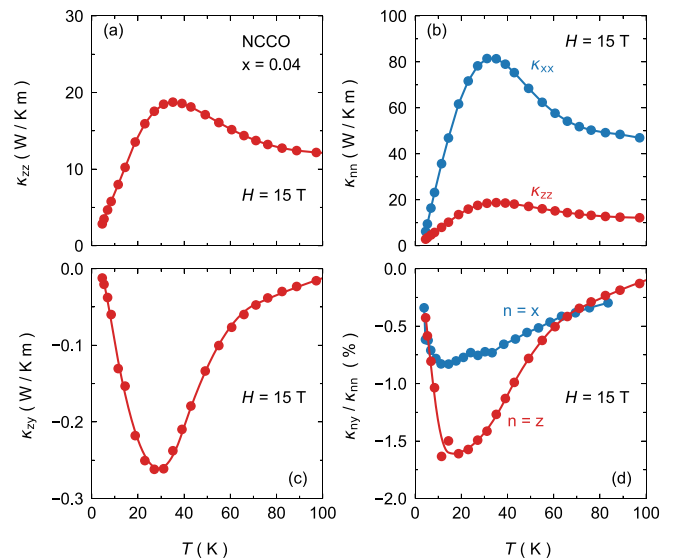 (a)
NCCO
x = 0.04
H = 15 T
κzz ( W / K m )
30
20
10
0
(b)
H = 15 T
κxx
κzz
κnn ( W / K m )
100
80
60
40
20
0
κzy ( W / K m )
0.0
−0.1
−0.2
−0.3
H = 15 T
(c)
0 20 40 60 80 100
T ( K )
κny / κnn ( % )
0.0
−0.5
−1.0
−1.5
−2.0
n = x
n = z
H = 15 T
(d)
0 20 40 60 80 100
T ( K )